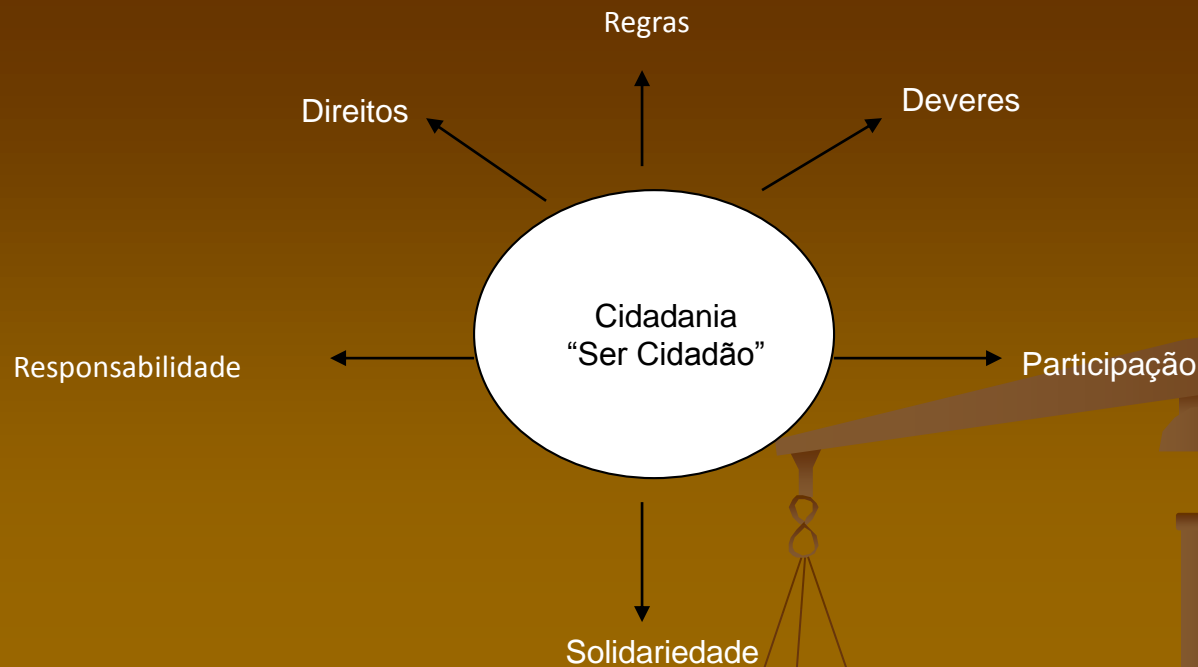 Regras
Direitos
Deveres
Cidadania
“Ser Cidadão”
Responsabilidade
Participação
Solidariedade